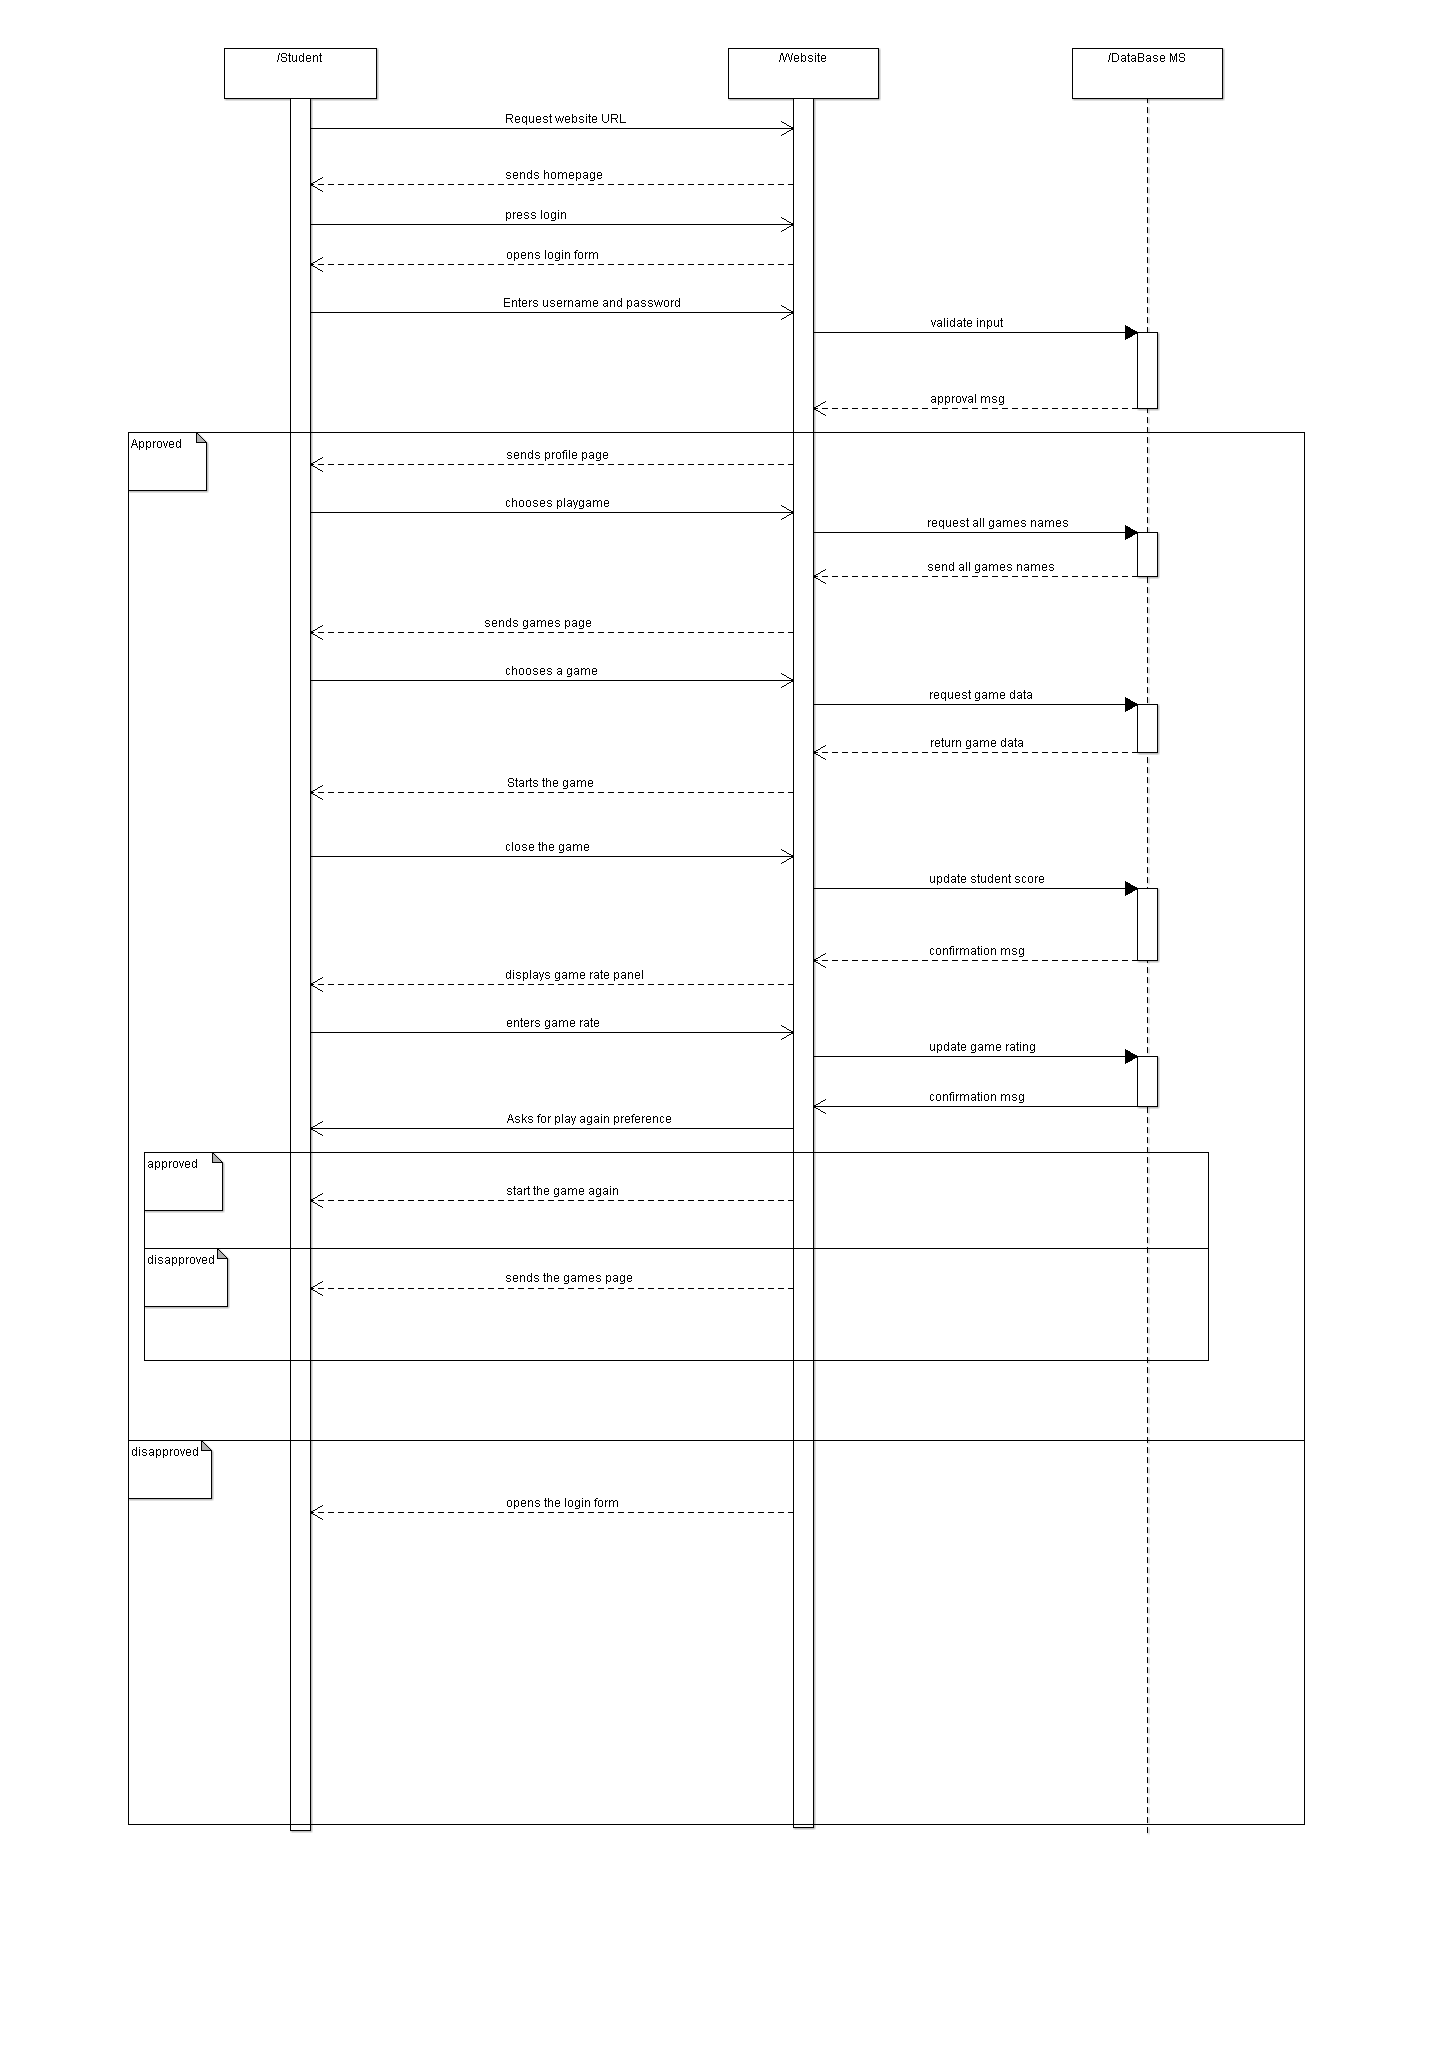 /Student
/Website
/DataBase MS
Request website URL
sends homepage
press login
opens login form
Enters username and password
validate input
approval msg
Approved
sends profile page
chooses playgame
request all games names
send all games names
sends games page
chooses a game
request game data
return game data
Starts the game
close the game
update student score
confirmation msg
displays game rate panel
enters game rate
update game rating
confirmation msg
Asks for play again preference
approved
start the game again
disapproved
sends the games page
disapproved
opens the login form